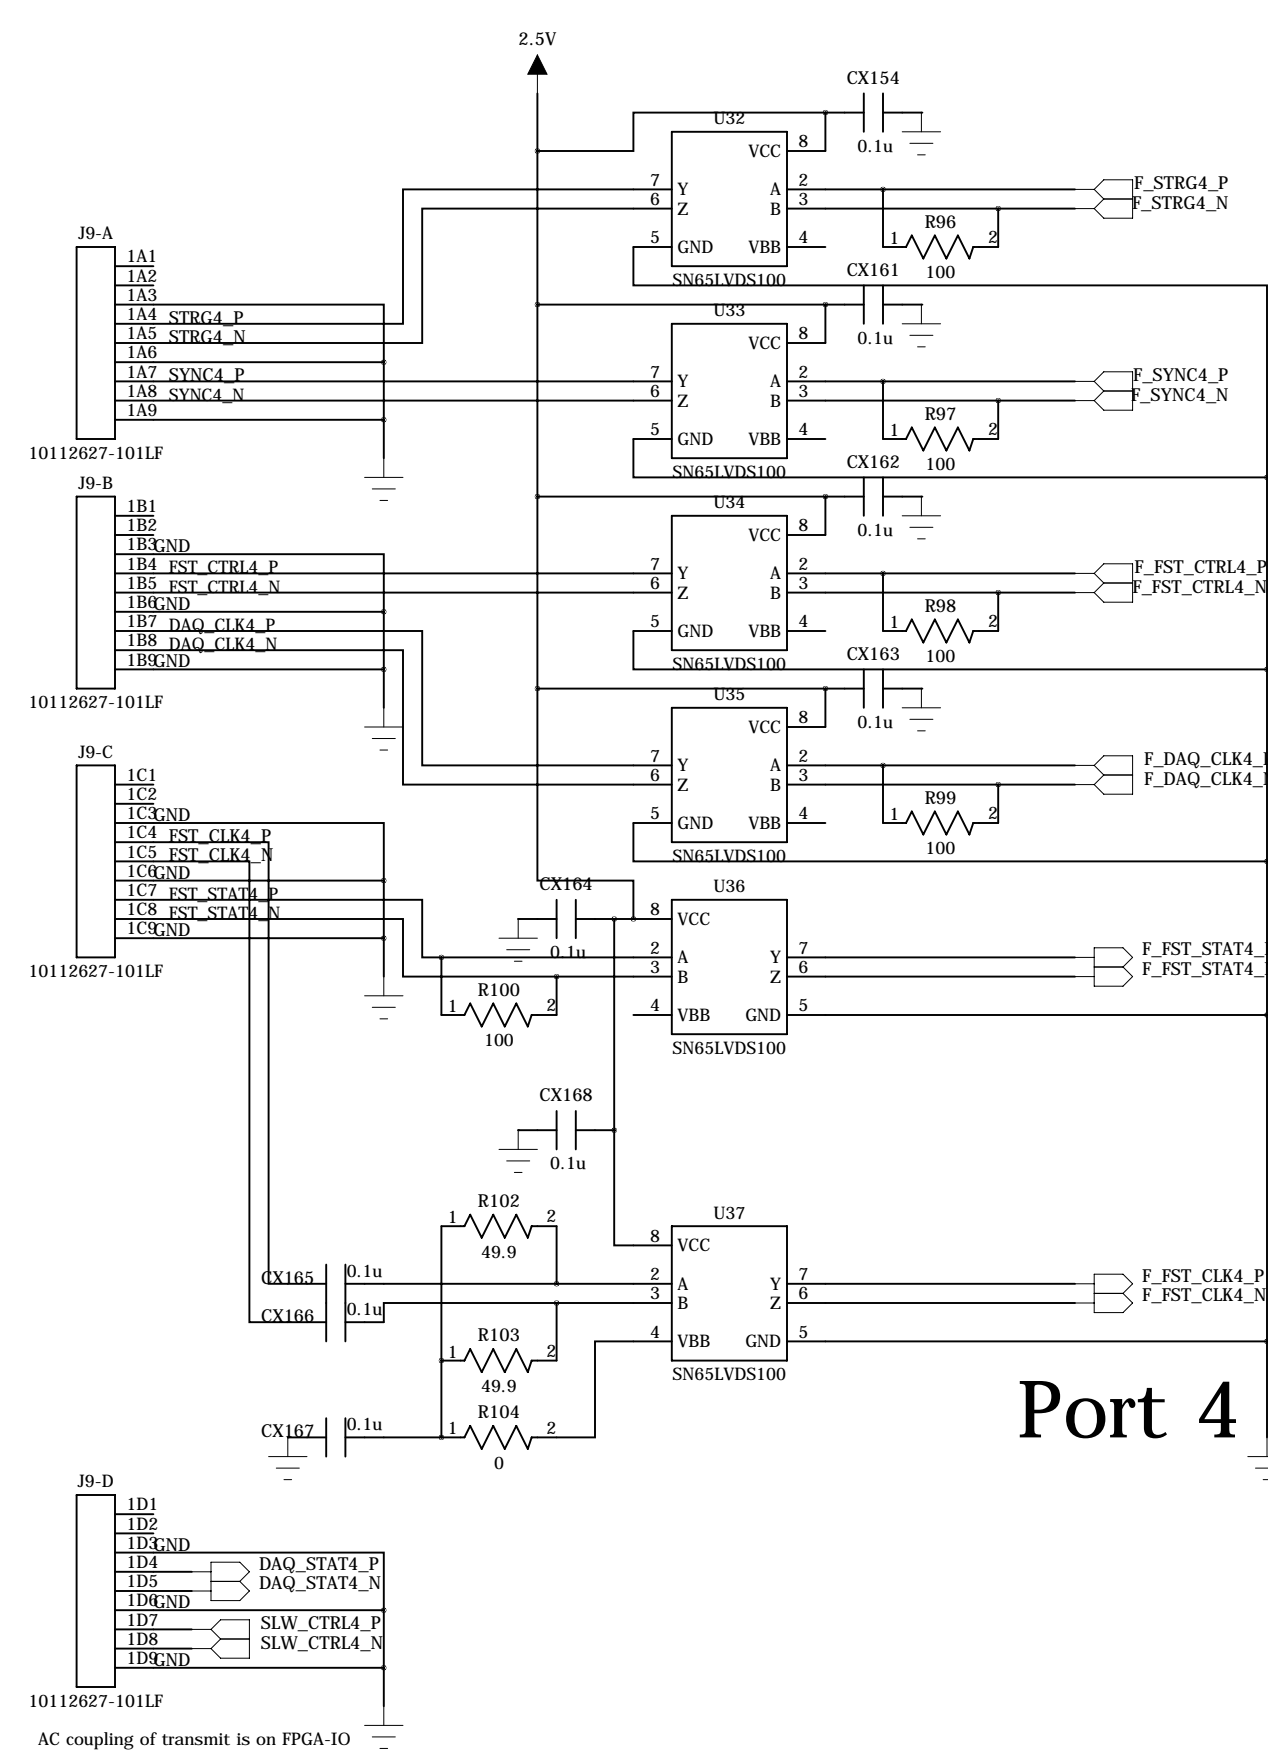 2.5V
CX154
0.1u
U32
VCC 8
7 Y A 2
6 Z B 3
5 GND VBB 4
SN65LVDS100
F_STRG4_P
F_STRG4_N
R96
1 2
100
J9-A
1A1
1A2
1A3
1A4 STRG4_P
1A5 STRG4_N
1A6
1A7 SYNC4_P
1A8 SYNC4_N
1A9
10112627-101LF
CX161
0.1u
U33
VCC 8
7 Y A 2
6 Z B 3
5 GND VBB 4
SN65LVDS100
F_SYNC4_P
F_SYNC4_N
R97
1 2
100
J9-B
1B1
1B2
1B3 GND
1B4 FST_CTRL4_P
1B5 FST_CTRL4_N
1B6 GND
1B7 DAQ_CLK4_P
1B8 DAQ_CLK4_N
1B9 GND
10112627-101LF
CX162
0.1u
U34
VCC 8
7 Y A 2
6 Z B 3
5 GND VBB 4
SN65LVDS100
F_FST_CTRL4_P
F_FST_CTRL4_N
R98
1 2
100
CX163
0.1u
U35
VCC 8
7 Y A 2
6 Z B 3
5 GND VBB 4
SN65LVDS100
F_DAQ_CLK4_
F_DAQ_CLK4_
R99
1 2
100
J9-C
1C1
1C2
1C3 GND
1C4 FST_CLK4_P
1C5 FST_CLK4_N
1C6 GND
1C7 FST_STAT4_P
1C8 FST_STAT4_N
1C9 GND
10112627-101LF
CX164
0.1u
U36
8 VCC
2 A Y 7
3 B Z 6
4 VBB GND 5
SN65LVDS100
F_FST_STAT4_
F_FST_STAT4_
R100
1 2
100
CX168
0.1u
R102
1 2
49.9
U37
8 VCC
2 A Y 7
3 B Z 6
4 VBB GND 5
SN65LVDS100
F_FST_CLK4_P
F_FST_CLK4_N
CX165 0.1u
CX166 0.1u
R103
1 2
49.9
R104
1 2
0
CX167 0.1u
Port 4
J9-D
1D1
1D2
1D3 GND
1D4 DAQ_STAT4_P
1D5 DAQ_STAT4_N
1D6 GND
1D7 SLW_CTRL4_P
1D8 SLW_CTRL4_N
1D9 GND
10112627-101LF
AC coupling of transmit is on FPGA-IO